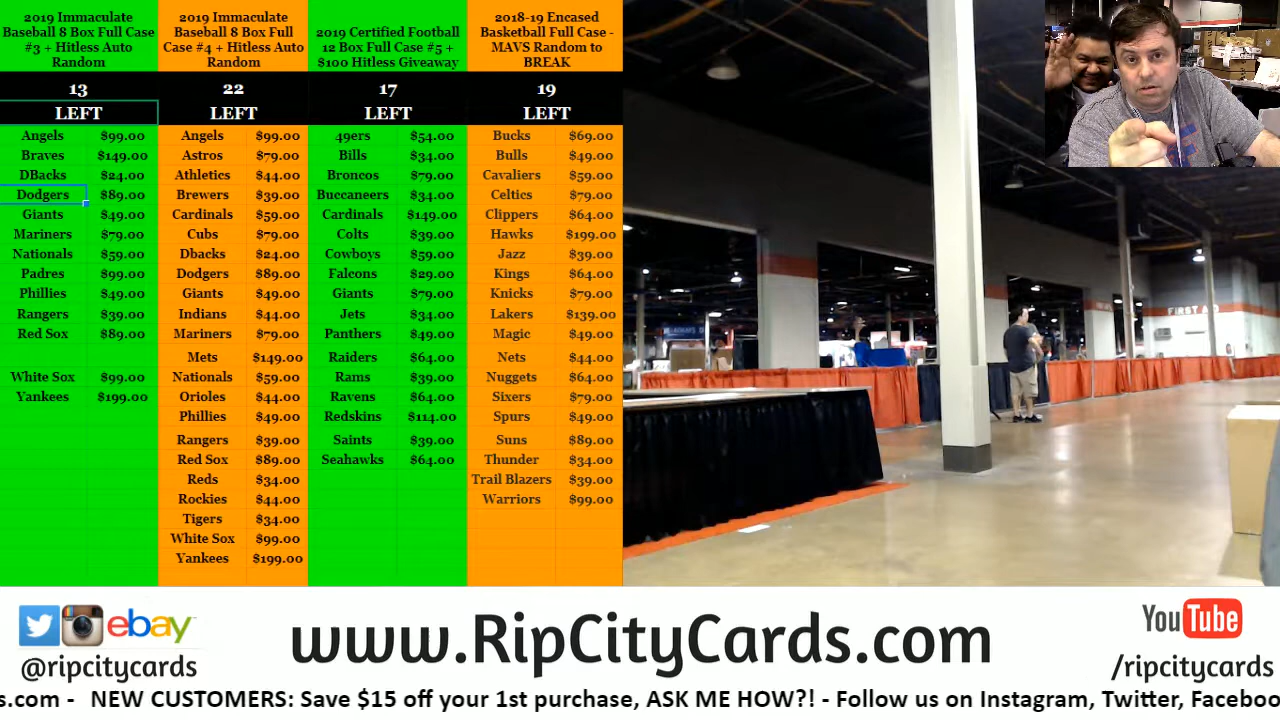 2019 Immaculate
Baseball 8 Box Full Case
#3 + Hitless Auto
Random
13
LEFT
Angels $99.00
Braves $149.00
DBacks $24.00
Dodgers $89.00
Giants $49.00
Mariners $79.00
Nationals $59.00
Padres $99.00
Phillies $49.00
Rangers $39.00
Red Sox $89.00
White Sox $99.00
Yankees $199.00
2019 Immaculate
Baseball 8 Box Full
Case #4 + Hitless Auto
Random
22
LEFT
Angels $99.00
Astros $79.00
Athletics $44.00
Brewers $39.00
Cardinals $59.00
Cubs $79.00
Dbacks $24.00
Dodgers $89.00
Giants $49.00
Indians $44.00
Mariners $79.00
Mets $149.00
Nationals $59.00
Orioles $44.00
Phillies $49.00
Rangers $39.00
Red Sox $89.00
Reds $34.00
Rockies $44.00
Tigers $34.00
White Sox $99.00
Yankees $199.00
2019 Certified Football
12 Box Full Case #5 +
$100 Hitless Giveaway
17
LEFT
49ers $54.00
Bills $34.00
Broncos $79.00
Buccaneers $34.00
Cardinals $149.00
Colts $39.00
Cowboys $59.00
Falcons $29.00
Giants $79.00
Jets $34.00
Panthers $49.00
Raiders $64.00
Rams $39.00
Ravens $64.00
Redskins $114.00
Saints $39.00
Seahawks $64.00
2018-19 Encased
Basketball Full Case -
MAVS Random to
BREAK
19
LEFT
Bucks $69.00
Bulls $49.00
Cavaliers $59.00
Celtics $79.00
Clippers $64.00
Hawks $199.00
Jazz $39.00
Kings $64.00
Knicks $79.00
Lakers $139.00
Magic $49.00
Nets $44.00
Nuggets $64.00
Sixers $79.00
Spurs $49.00
Suns $89.00
Thunder $34.00
Trail Blazers $39.00
Warriors $99.00
FIRST AID
ebay
@ripcitycards
www.RipCityCards.com
YouTube
/ripcitycards
s.com - NEW CUSTOMERS: Save $15 off your 1st purchase, ASK ME HOW?! - Follow us on Instagram, Twitter, Faceboo